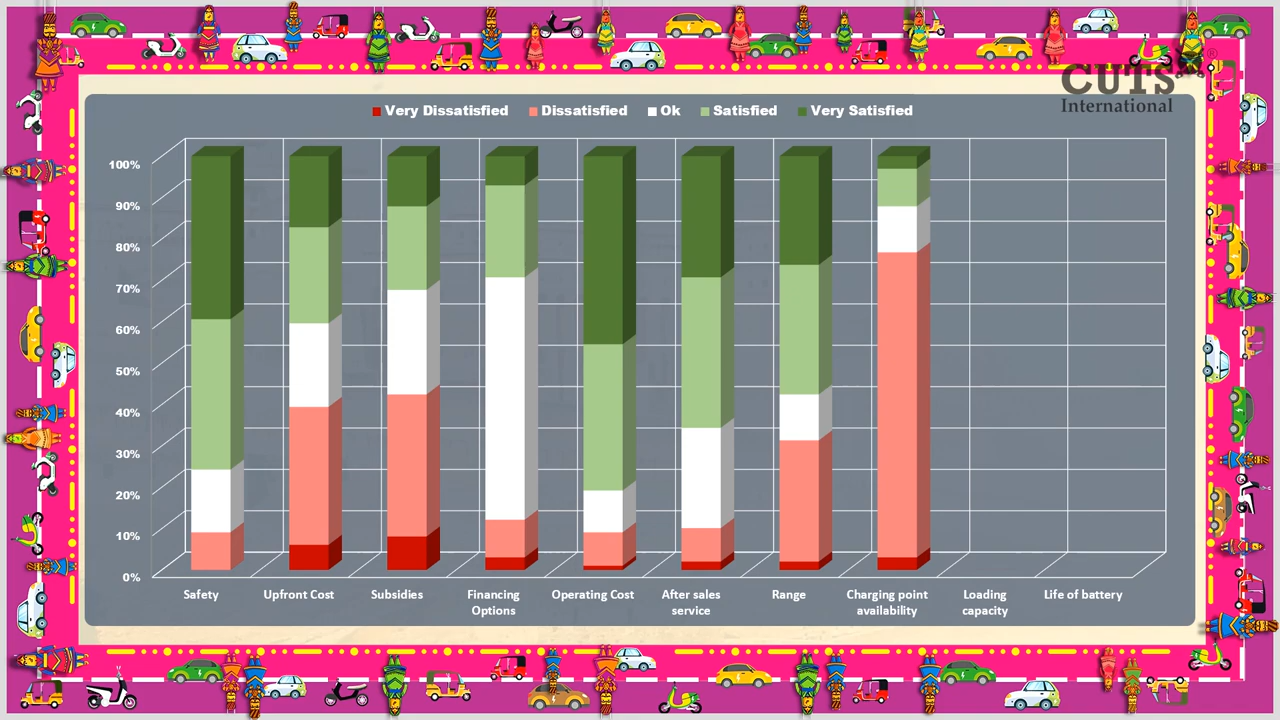 CUTS®
International
Very Dissatisfied Dissatisfied Ok Satisfied Very Satisfied
100%
90%
80%
70%
60%
50%
40%
30%
20%
10%
0%
Safety Upfront Cost Subsidies Financing Operating Cost After sales Range Charging point Loading Life of battery
Options service availability capacity